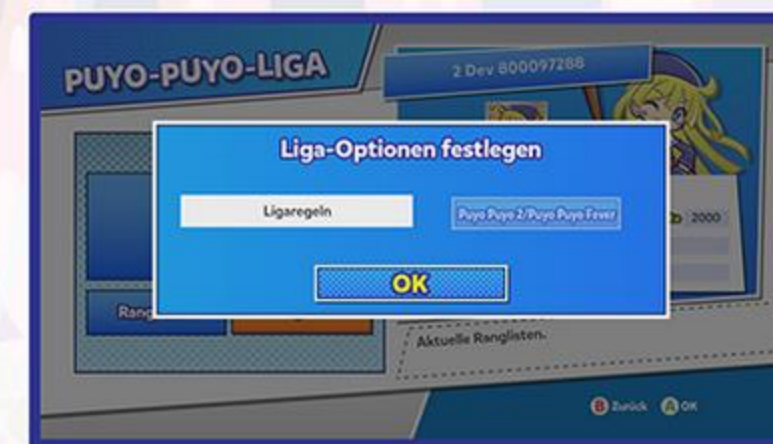 PUYO-PUYO-LIGA
2 Dev 800097288
Liga-Optionen festlegen
Ligaregeln
Puyo Puyo 2/Puyo Puyo Fever
2000
OK
Aktuelle Ranglisten.
B Zurück A OK